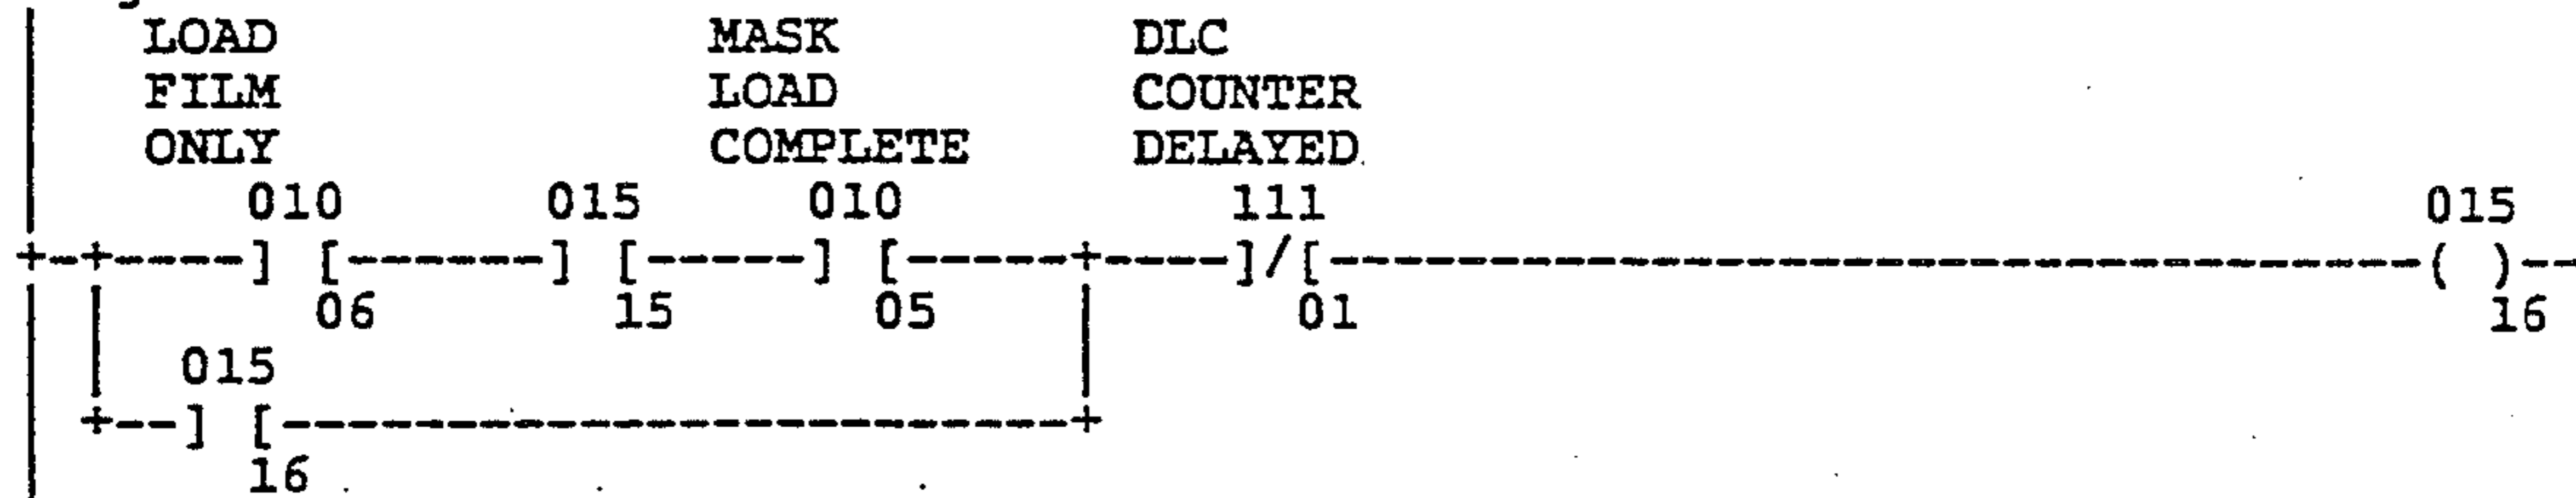 LOAD MASK DLC
FILM LOAD COUNTER
ONLY COMPLETE DELAYED
010 015 010 111 015
+-+-----] [-------] [-----] [------+-----]/[----------------------------------( )--
06 15 05 01 16
015
+--] [------------------------------+
16